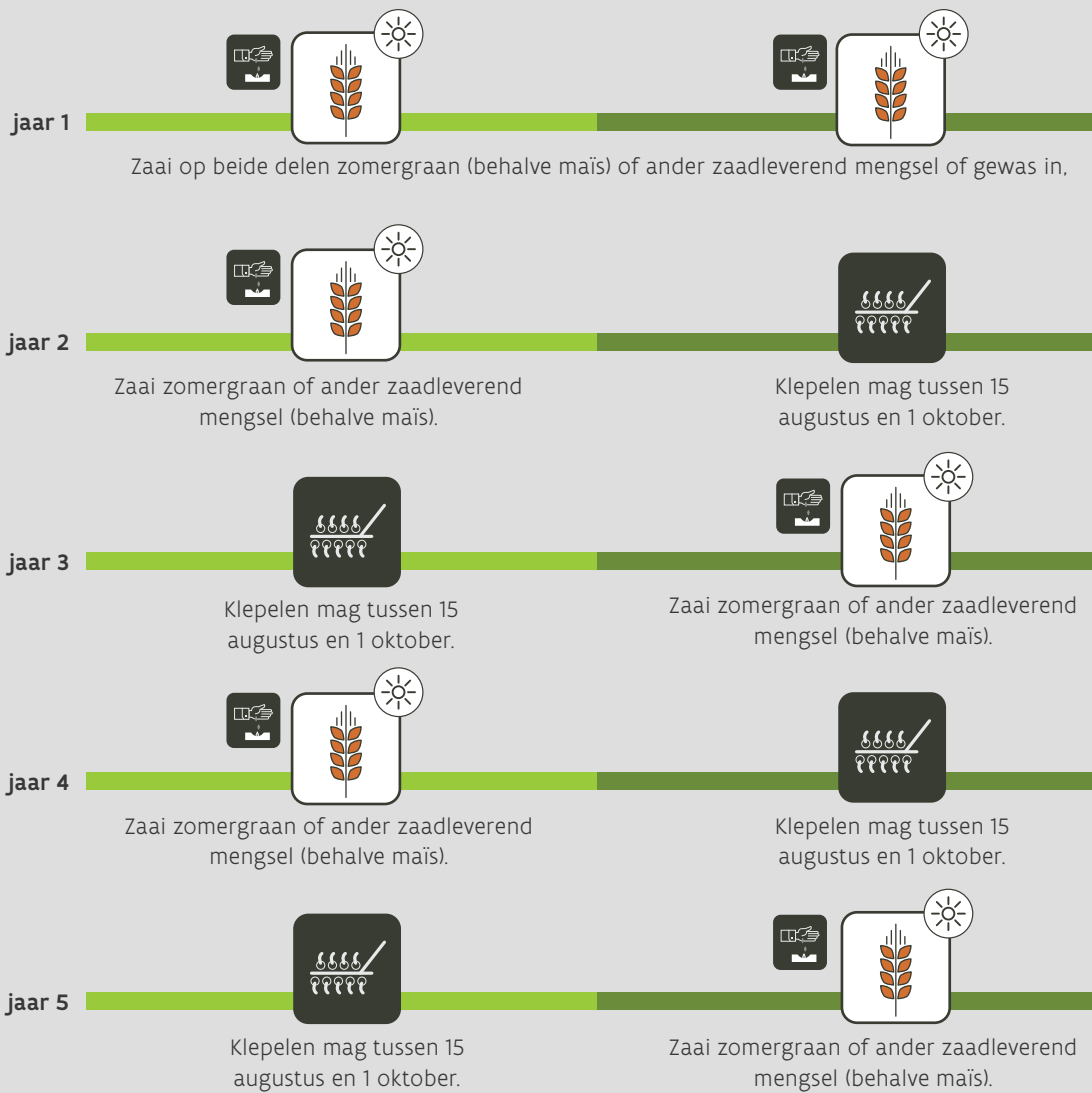 jaar 1
Zaai op beide delen zomergraan (behalve maïs) of ander zaadleverend mengsel of gewas in,
jaar 2
Zaai zomergraan of ander zaadleverend
mengsel (behalve maïs).
Klepelen mag tussen 15
augustus en 1 oktober.
jaar 3
Klepelen mag tussen 15
augustus en 1 oktober.
Zaai zomergraan of ander zaadleverend
mengsel (behalve maïs).
jaar 4
Zaai zomergraan of ander zaadleverend
mengsel (behalve maïs).
Klepelen mag tussen 15
augustus en 1 oktober.
jaar 5
Klepelen mag tussen 15
augustus en 1 oktober.
Zaai zomergraan of ander zaadleverend
mengsel (behalve maïs).